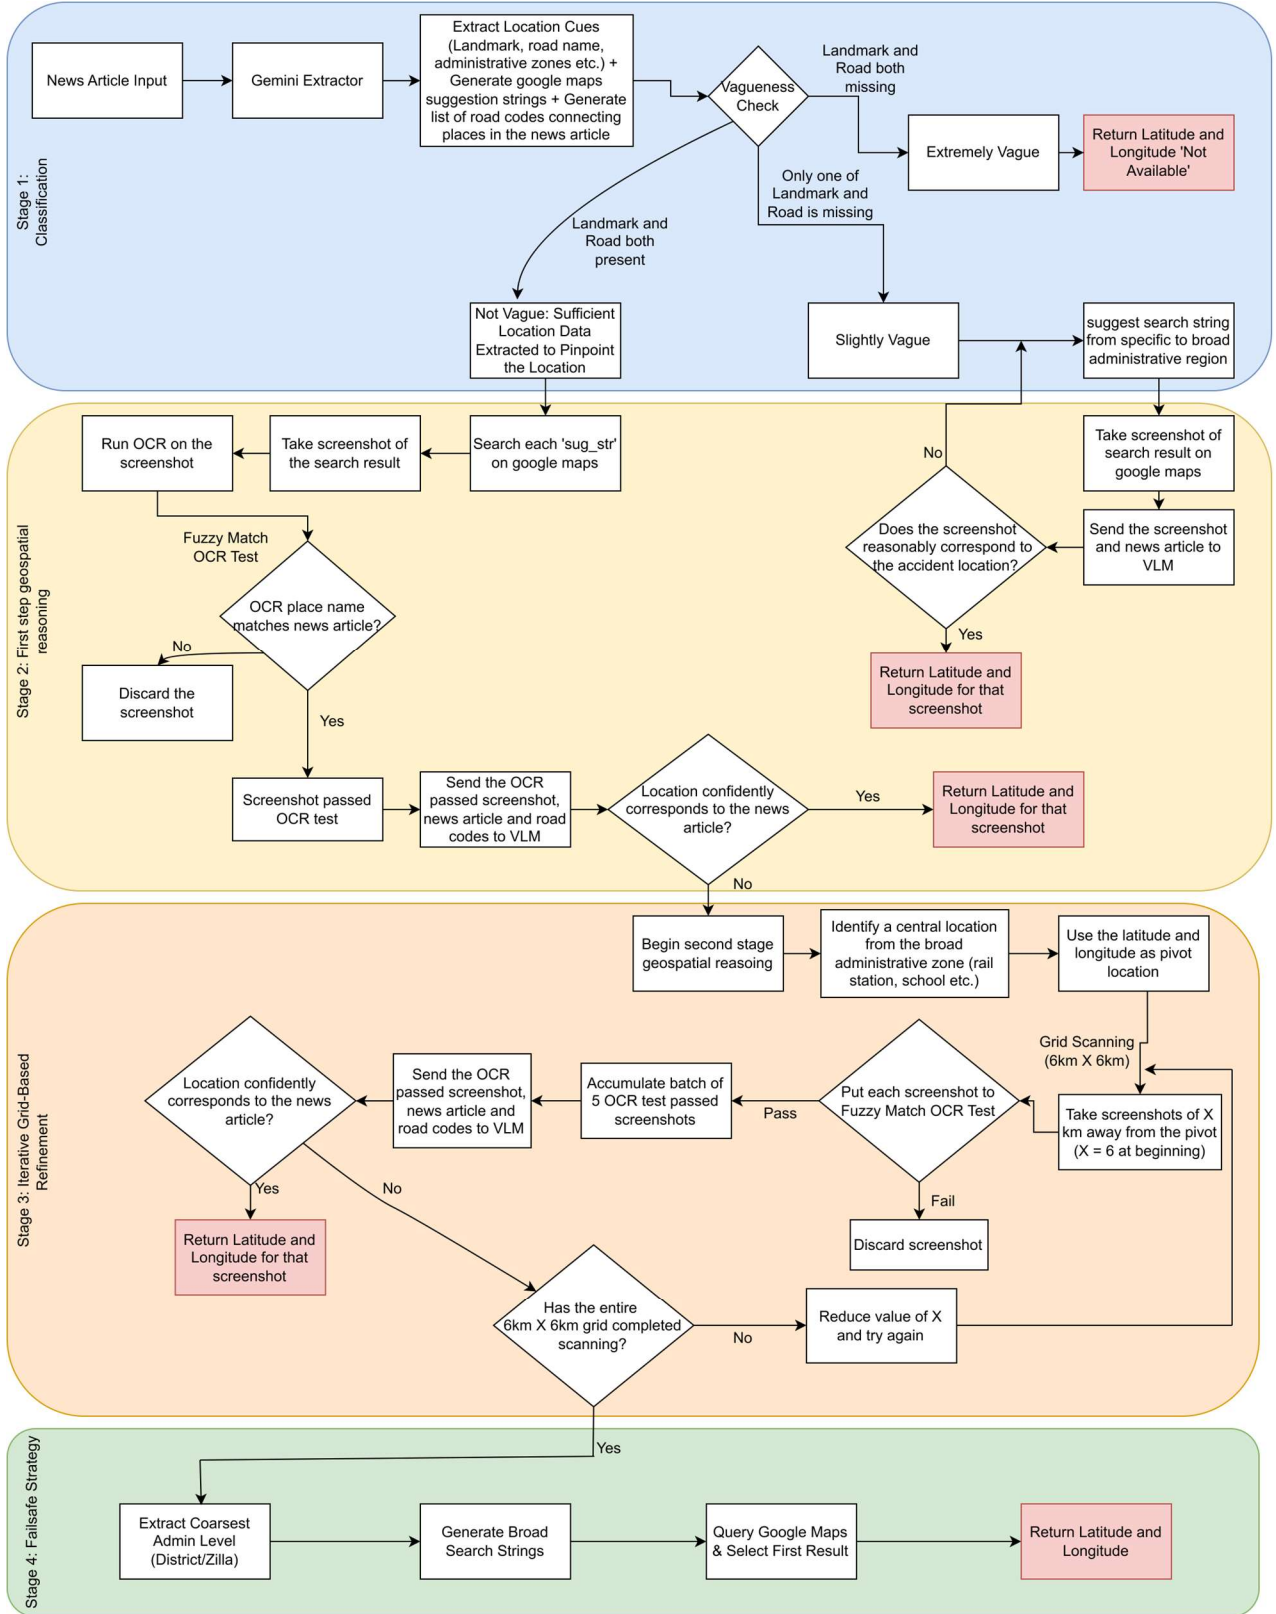 Stage 1:
Classification
News Article Input
Gemini Extractor
Extract Location Cues
(Landmark, road name,
administrative zones etc.) +
Generate google maps
suggestion strings + Generate
list of road codes connecting
places in the news article
Vagueness
Check
Landmark and
Road both
missing
Extremely Vague
Return Latitude and
Longitude 'Not
Available'
Only one of
Landmark and
Road is missing
Landmark and
Road both
present
Not Vague: Sufficient
Location Data
Extracted to Pinpoint
the Location
Slightly Vague
suggest search string
from specific to broad
administrative region
Stage 2: First step geospatial
reasoning
Run OCR on the
screenshot
Take screenshot of
the search result
Search each 'sug_str'
on google maps
Take screenshot of
search result on
google maps
No
Does the screenshot
reasonably correspond to
the accident location?
Send the screenshot
and news article to
VLM
Yes
Return Latitude and
Longitude for that
screenshot
Fuzzy Match
OCR Test
OCR place name
matches news article?
No
Discard the
screenshot
Yes
Screenshot passed
OCR test
Send the OCR
passed screenshot,
news article and road
codes to VLM
Location confidently
corresponds to the news
article?
Yes
Return Latitude and
Longitude for that
screenshot
No
Stage 3: Iterative Grid-Based
Refinement
Begin second stage
geospatial reasoing
Identify a central location
from the broad
administrative zone (rail
station, school etc.)
Use the latitude and
longitude as pivot
location
Grid Scanning
(6km X 6km)
Take screenshots of X
km away from the pivot
(X = 6 at beginning)
Put each screenshot to
Fuzzy Match OCR Test
Pass
Fail
Discard screenshot
Accumulate batch of
5 OCR test passed
screenshots
Send the OCR
passed screenshot,
news article and
road codes to VLM
Location confidently
corresponds to the news
article?
Yes
Return Latitude and
Longitude for that
screenshot
No
Has the entire
6km X 6km grid completed
scanning?
No
Reduce value of X
and try again
Yes
Stage 4: Failsafe Strategy
Extract Coarsest
Admin Level
(District/Zilla)
Generate Broad
Search Strings
Query Google Maps
& Select First Result
Return Latitude and
Longitude